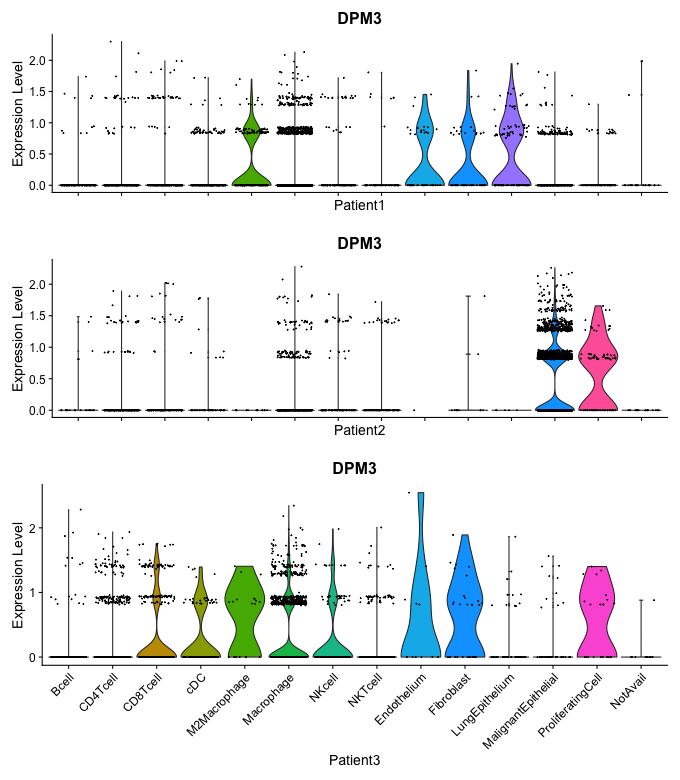 DPM3
Expression Level
2.0
1.5
1.0
0.5
0.0
Patient1
DPM3
Expression Level
2.0
1.5
1.0
0.5
0.0
Patient2
DPM3
Expression Level
2
1
0
Bcell
CD4Tcell
CD8Tcell
cDC
M2Macrophage
Macrophage
NKcell
NKTcell
Endothelium
Fibroblast
LungEpithelium
MalignantEpithelial
ProliferatingCell
NotAvail
Patient3